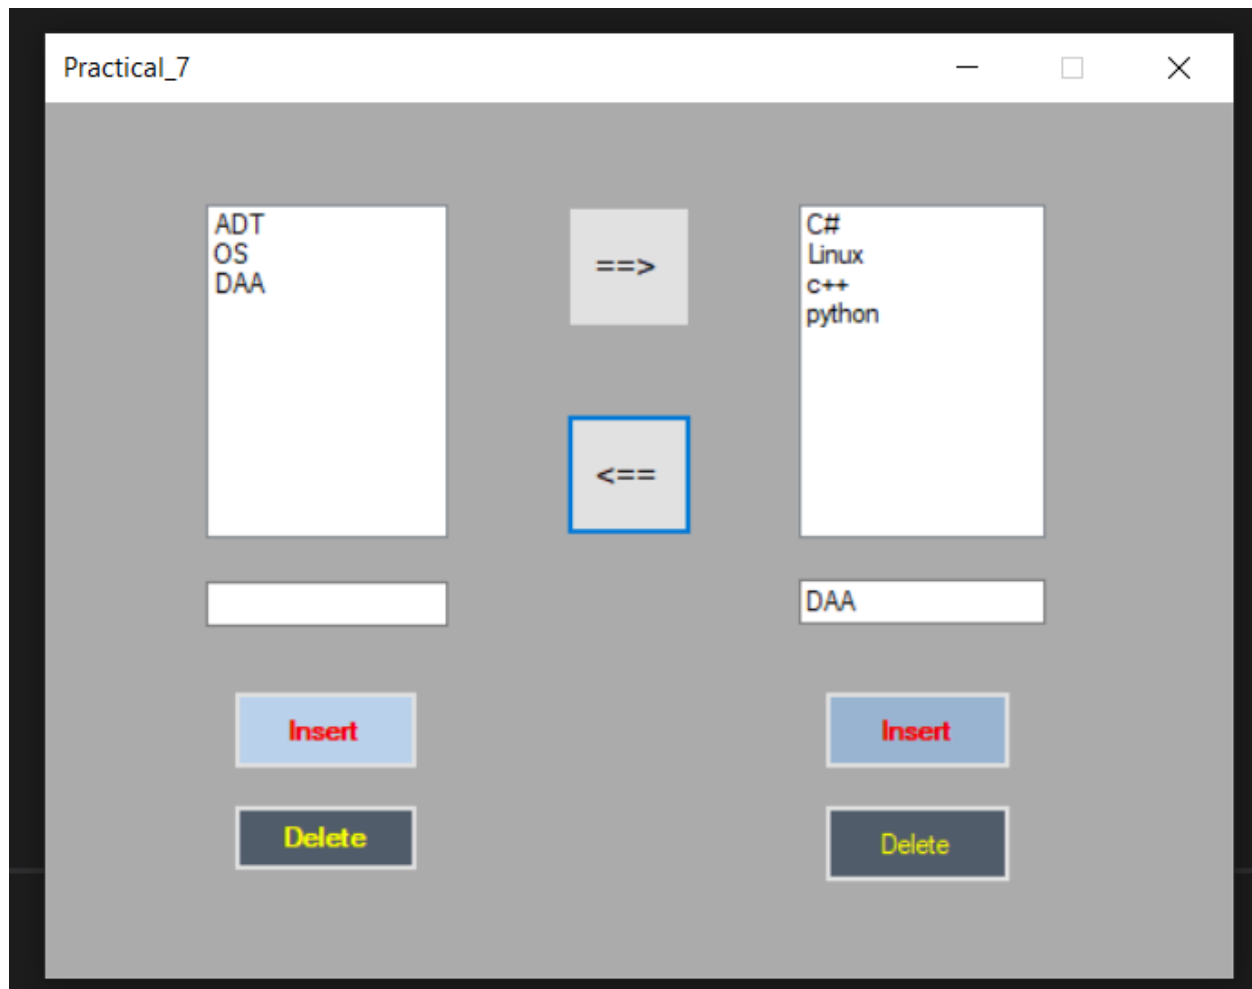 Practical_7
ADT
OS
DAA
==>
<==
C#
Linux
c++
python
DAA
Insert
Delete
Insert
Delete